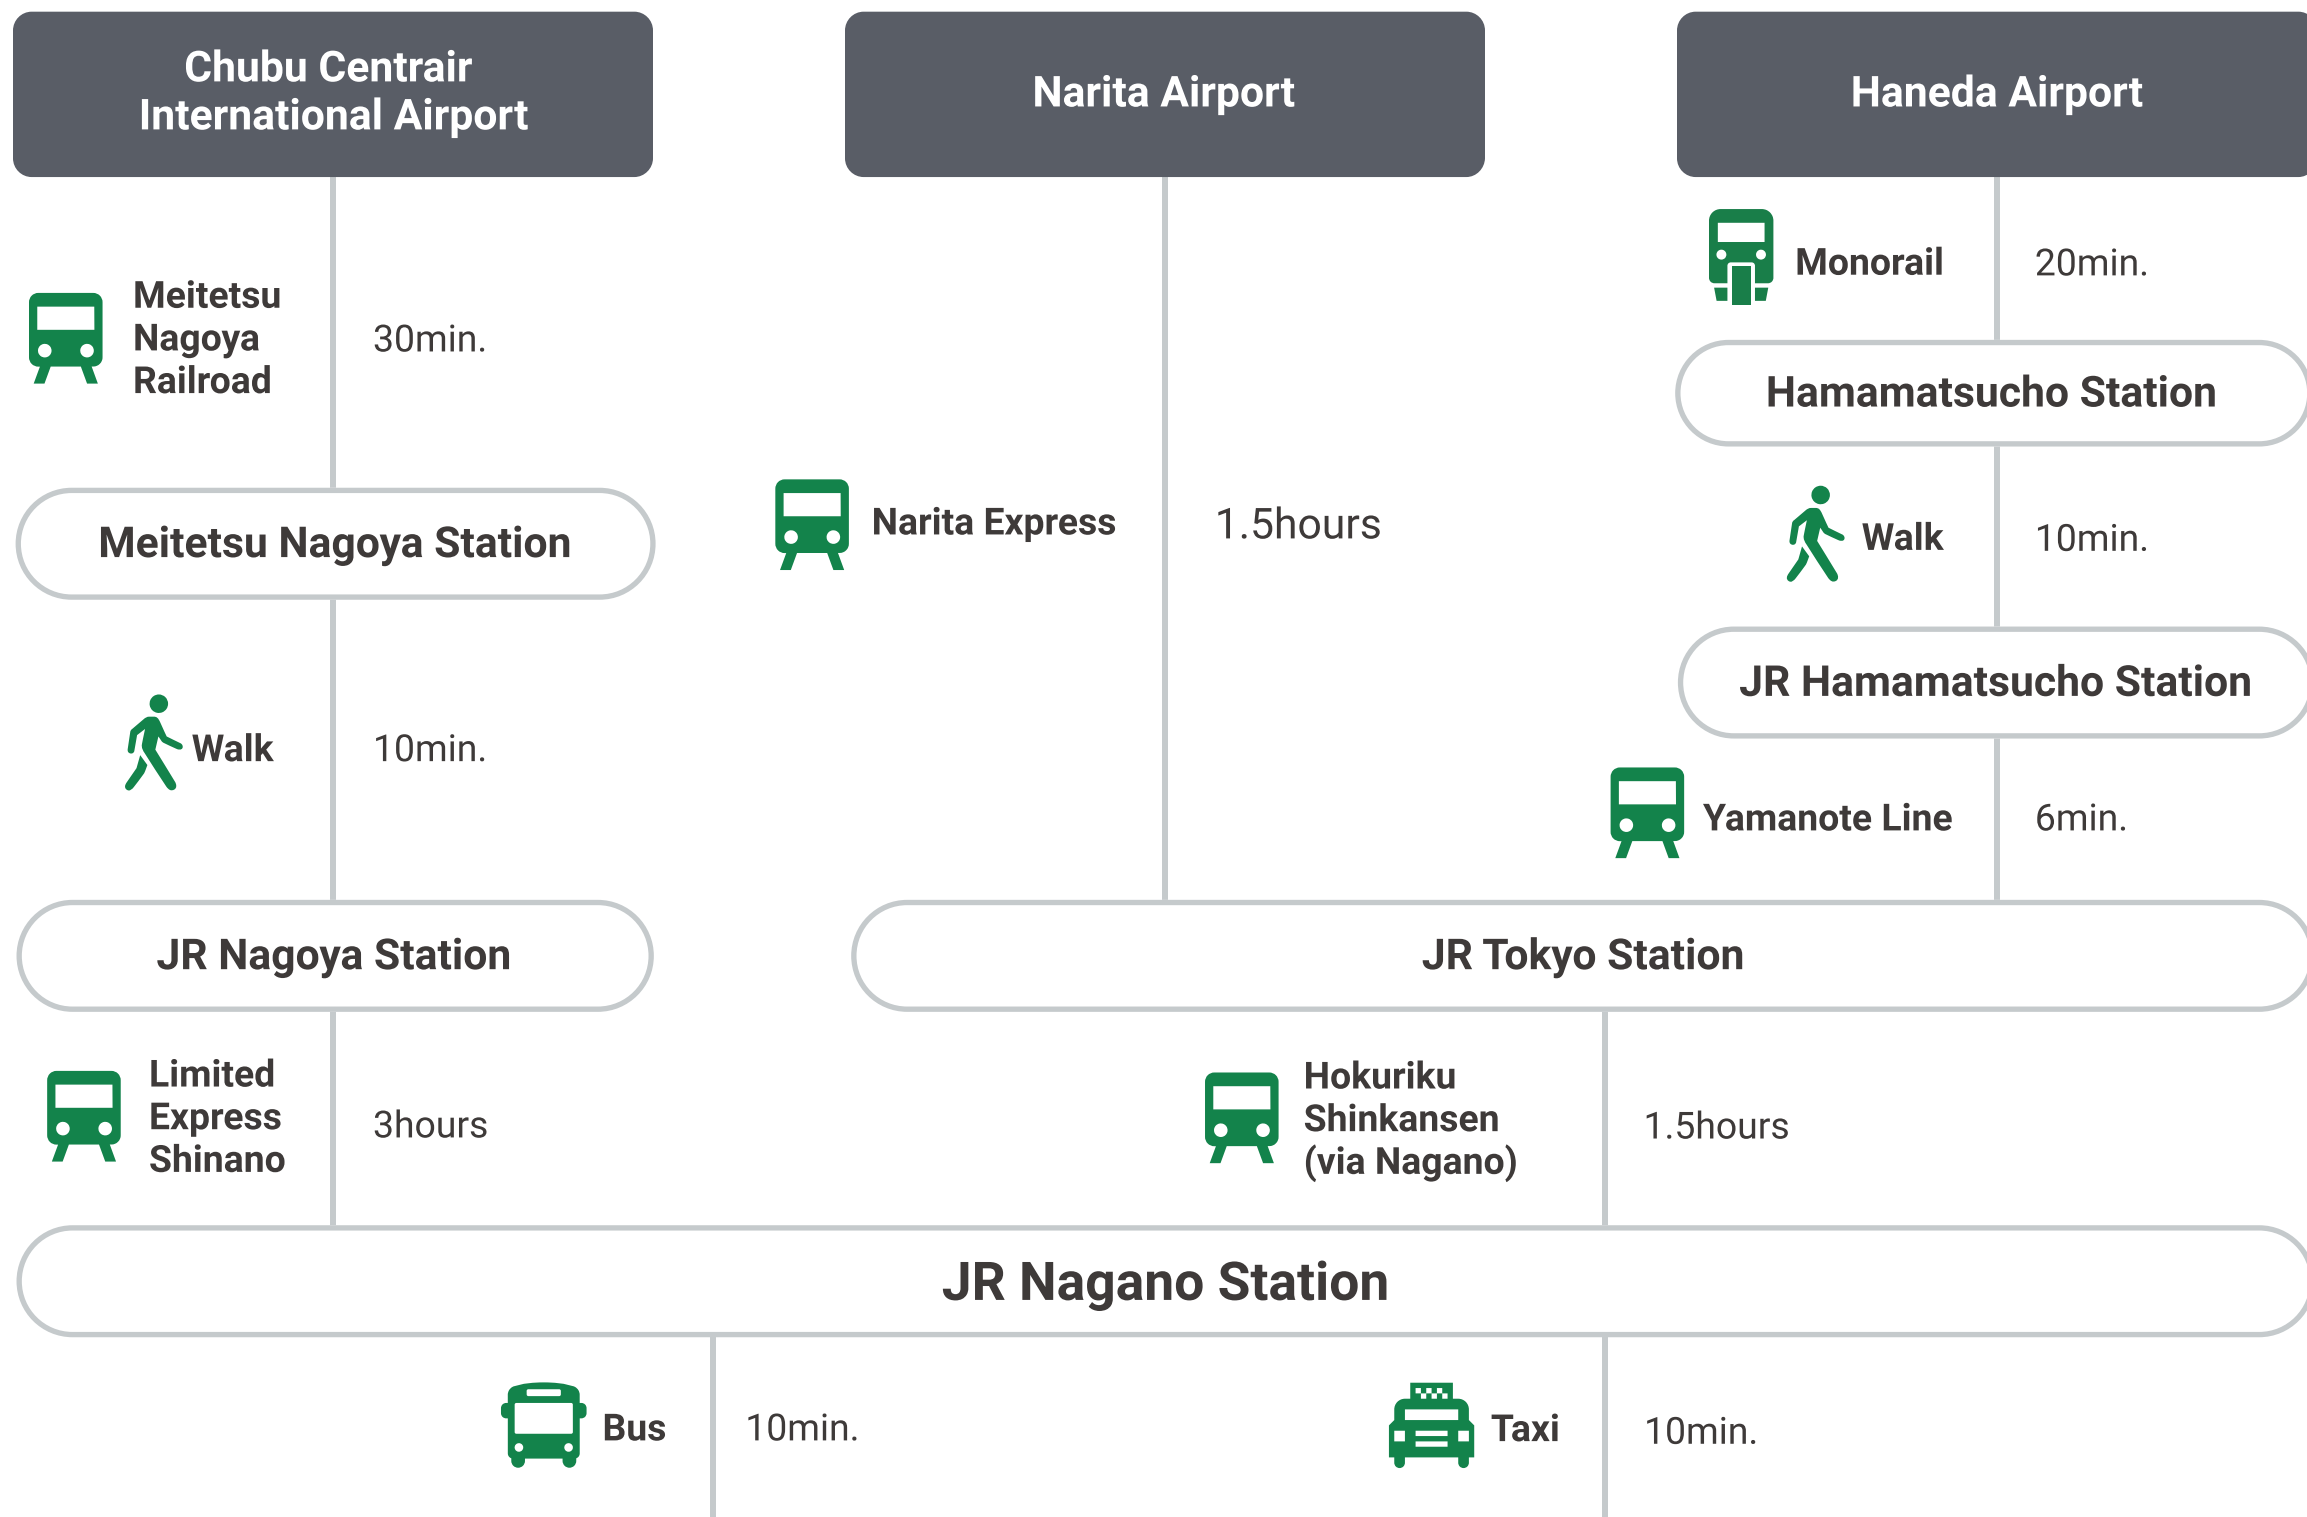 Chubu Centrair
International Airport
Narita Airport
Haneda Airport
Monorail
20min.
Meitetsu
Nagoya
Railroad
30min.
Hamamatsucho Station
Narita Express
1.5hours
Walk
10min.
Meitetsu Nagoya Station
JR Hamamatsucho Station
Walk
10min.
Yamanote Line
6min.
JR Nagoya Station
JR Tokyo Station
Limited
Express
Shinano
3hours
Hokuriku
Shinkansen
(via Nagano)
1.5hours
JR Nagano Station
Bus
10min.
Taxi
10min.